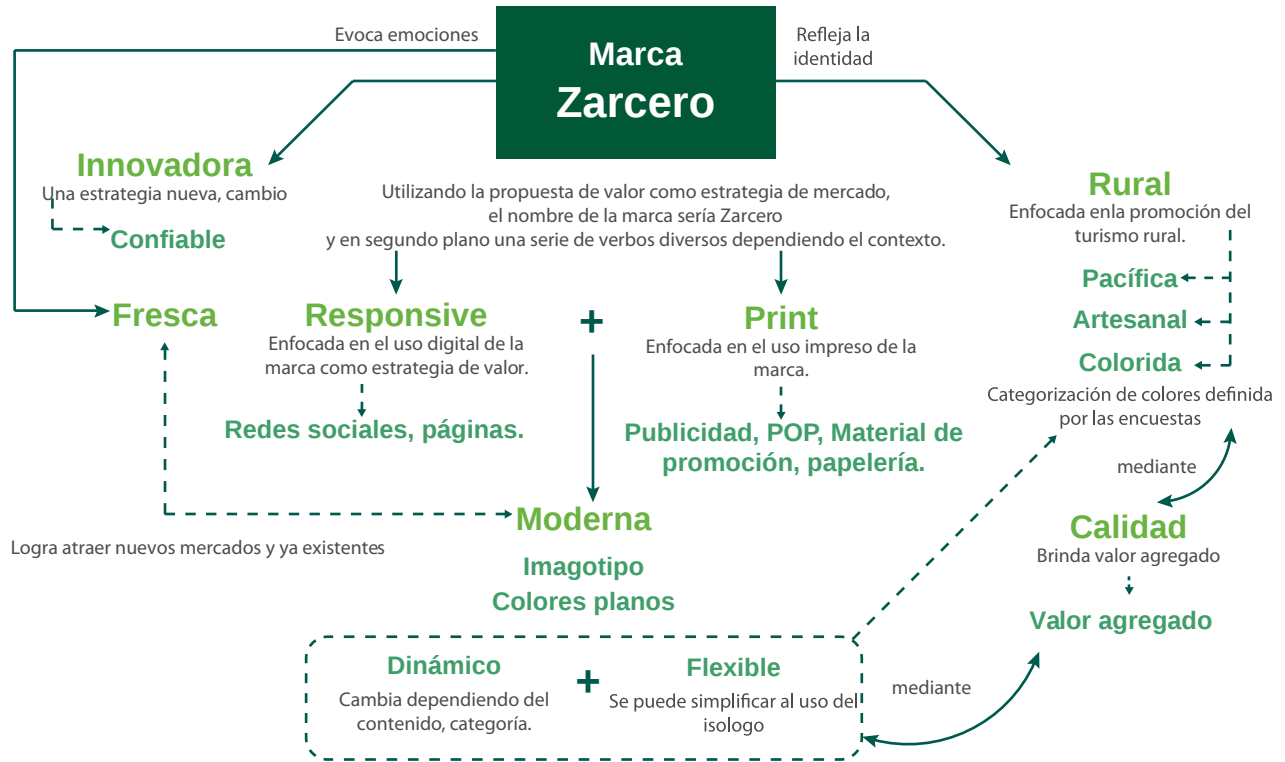 Evoca emociones
Marca
Zarcero
Refleja la
identidad
Innovadora
Una estrategia nueva, cambio
Confiable
Utilizando la propuesta de valor como estrategia de mercado,
el nombre de la marca sería Zarcero
y en segundo plano una serie de verbos diversos dependiendo el contexto.
Rural
Enfocada enla promoción del
turismo rural.
Pacífica
Artesanal
Colorida
Categorización de colores definida
por las encuestas
Fresca
Responsive
Enfocada en el uso digital de la
marca como estrategia de valor.
Redes sociales, páginas.
+
Print
Enfocada en el uso impreso de la
marca.
Publicidad, POP, Material de
promoción, papelería.
mediante
Moderna
Logra atraer nuevos mercados y ya existentes
Imagotipo
Colores planos
Calidad
Brinda valor agregado
Valor agregado
Dinámico
Cambia dependiendo del
contenido, categoría.
+
Flexible
Se puede simplificar al uso del
isologo
mediante